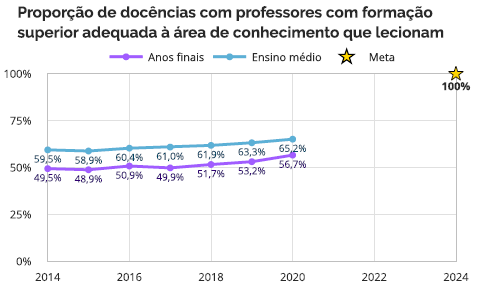 Proporção de docências com professores com formação
superior adequada à área de conhecimento que lecionam
Anos finais Ensino médio Meta
100%
100%
75%
59,5% 58,9% 60,4% 61,0% 61,9% 63,3% 65,2%
50%
49,5% 48,9% 50,9% 49,9% 51,7% 53,2% 56,7%
25%
0%
2014 2016 2018 2020 2022 2024